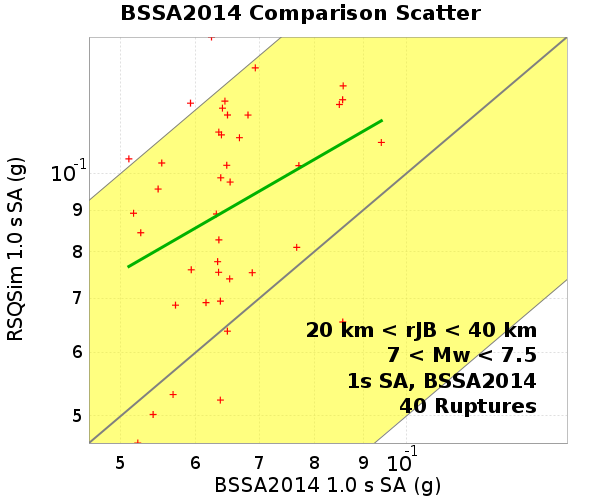 BSSA2014 Comparison Scatter
RSQSim 1.0 s SA (g)
10-1
9
8
7
6
5
20 km < rJB < 40 km
7 < Mw < 7.5
1s SA, BSSA2014
40 Ruptures
5 6 7 8 9 10-1
BSSA2014 1.0 s SA (g)